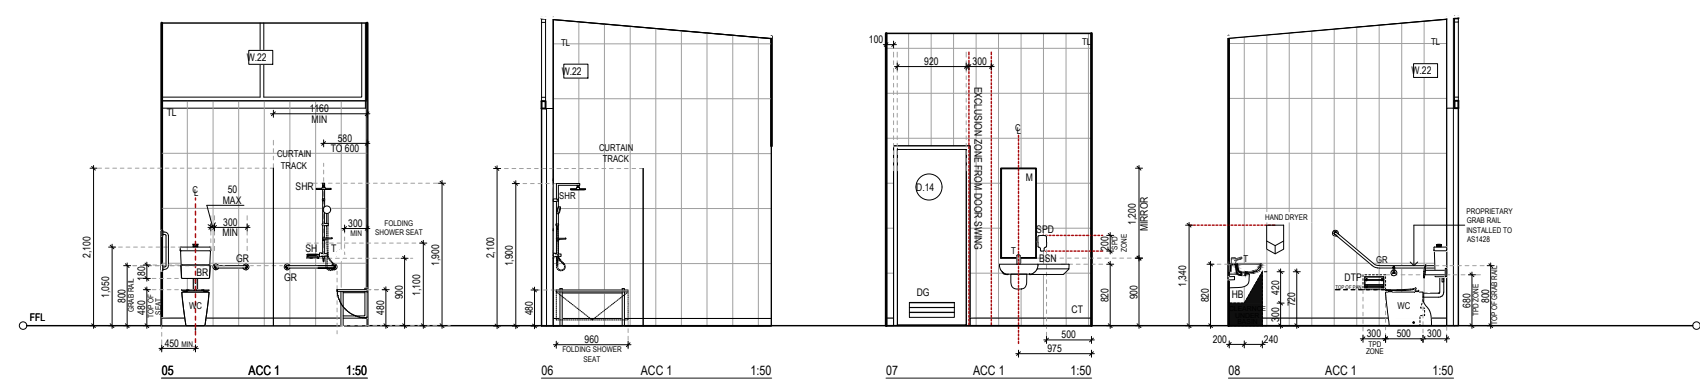 FFL
W.22
TL
1160
MIN
580
TO 600
CURTAIN
TRACK
2,100
1,050
800
GRAB RAIL
180
480
TOP OF
SEAT
℄
50
MAX
300
MIN
SHR
SH
T
GR
GR
BR
WC
300
MIN
FOLDING
SHOWER SEAT
480
900
1,100
1,900
450 MIN
05 ACC 1 1:50
TL
W.22
CURTAIN
TRACK
2,100
1,900
SHR
480
960
FOLDING SHOWER
SEAT
06 ACC 1 1:50
100
TL
920
300
EXCLUSION ZONE FROM DOOR SWING
℄
D.14
M
SPD
T
BSN
200
SPD
ZONE
1,200
MIRROR
820
900
DG
CT
500
975
07 ACC 1 1:50
TL
W.22
HAND DRYER
PROPRIETARY
GRAB RAIL
INSTALLED TO
AS1428
1,340
820
T
HB
420
300
720
GR
DTP
WC
680
TPD ZONE
800
TOP OF GRAB RAIL
200
240
300
500
300
TPD
ZONE
08 ACC 1 1:50